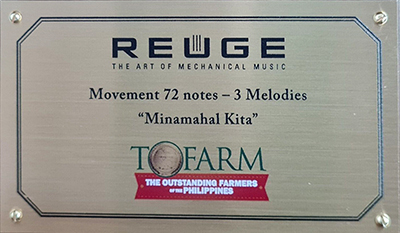 REUGE
THE ART OF MECHANICAL MUSIC
Movement 72 notes – 3 Melodies
“Minamahal Kita”
TOFARM
THE OUTSTANDING FARMERS
OF THE PHILIPPINES